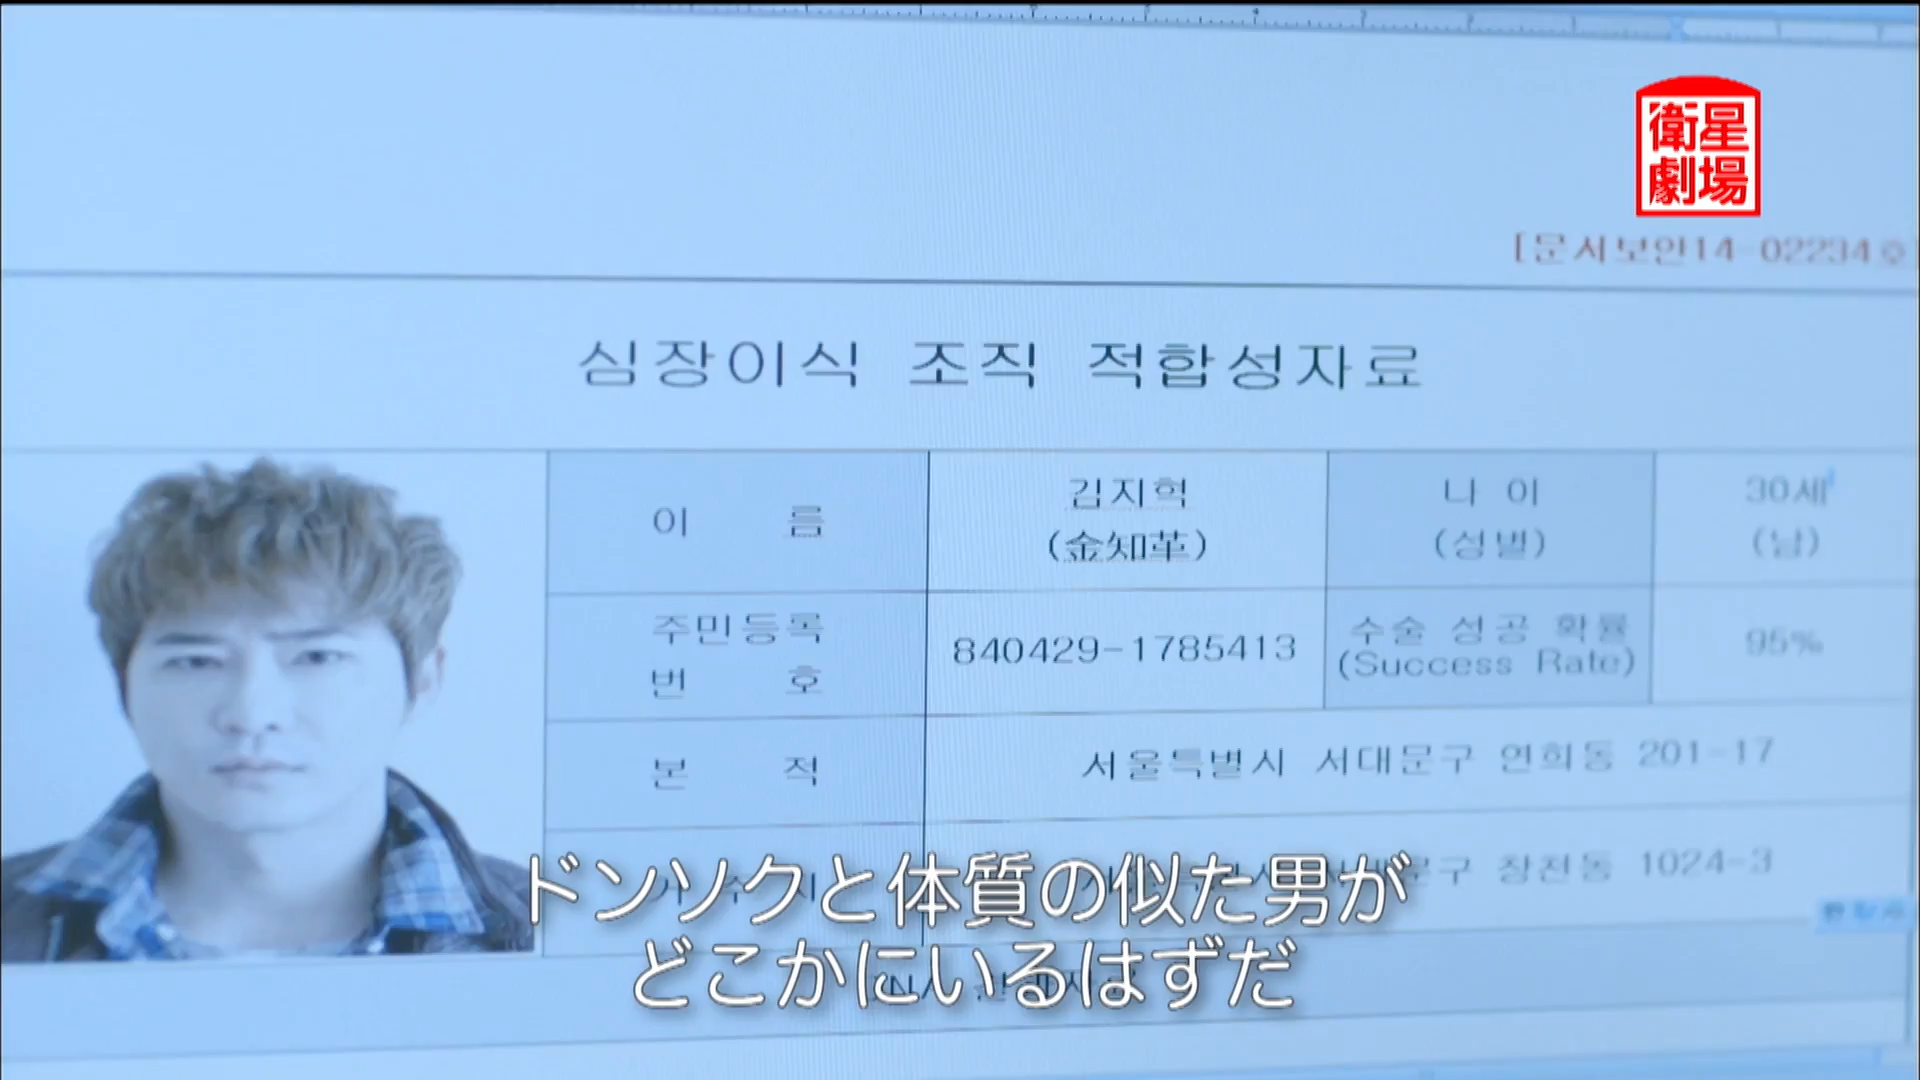 衛星
劇場
[문서보안14-02234호]
심장이식 조직 적합성자료
이 름
김지혁
(金知革)
나 이
(성별)
30세
(남)
주민등록
번 호
840429-1785413
수술 성공 확률
(Success Rate)
95%
본 적
서울특별시 서대문구 연희동 201-17
창천동 1024-3
ドンソクと体質の似た男が
どこかにいるはずだ